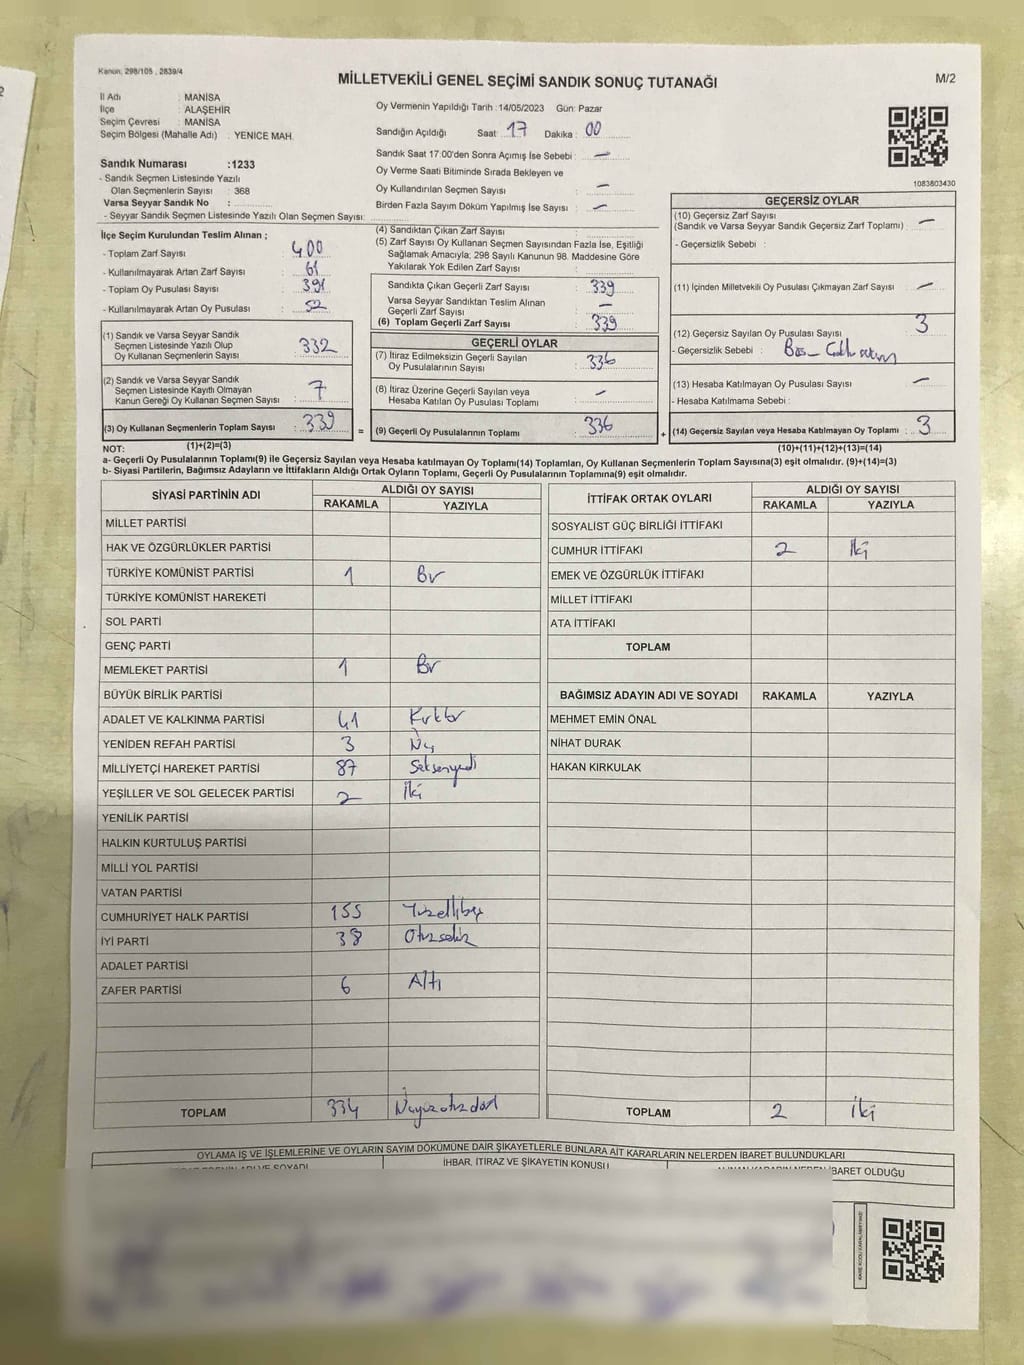 Kanun: 298/105 , 2839/4
MİLLETVEKİLİ GENEL SEÇİMİ SANDIK SONUÇ TUTANAĞI
M/2
İl Adı : MANİSA
İlçe : ALAŞEHİR
Seçim Çevresi : MANİSA
Seçim Bölgesi (Mahalle Adı) : YENICE MAH.
Oy Vermenin Yapıldığı Tarih :14/05/2023 Gün: Pazar
Sandığın Açıldığı Saat :17 Dakika : 00
Sandık Saat 17:00'den Sonra Açımış İse Sebebi : —
Oy Verme Saati Bitiminde Sırada Bekleyen ve
Oy Kullandırılan Seçmen Sayısı —
Birden Fazla Sayım Döküm Yapılmış İse Sayısı : —
1083803430
Sandık Numarası :1233
- Sandık Seçmen Listesinde Yazılı
Olan Seçmenlerin Sayısı : 368
Varsa Seyyar Sandık No :
- Seyyar Sandık Seçmen Listesinde Yazılı Olan Seçmen Sayısı:
İlçe Seçim Kurulundan Teslim Alınan ;
- Toplam Zarf Sayısı : 400
- Kullanılmayarak Artan Zarf Sayısı : 61
- Toplam Oy Pusulası Sayısı : 391
- Kullanılmayarak Artan Oy Pusulası : 52
(1) Sandık ve Varsa Seyyar Sandık
Seçmen Listesinde Yazılı Olup
Oy Kullanan Seçmenlerin Sayısı : 332
(2) Sandık ve Varsa Seyyar Sandık
Seçmen Listesinde Kayıtlı Olmayan
Kanun Gereği Oy Kullanan Seçmen Sayısı : 7
(3) Oy Kullanan Seçmenlerin Toplam Sayısı : 339
=
(4) Sandıktan Çıkan Zarf Sayısı :
(5) Zarf Sayısı Oy Kullanan Seçmen Sayısından Fazla İse, Eşitliği
Sağlamak Amacıyla; 298 Sayılı Kanunun 98. Maddesine Göre
Yakılarak Yok Edilen Zarf Sayısı :
Sandıkta Çıkan Geçerli Zarf Sayısı : 339
Varsa Seyyar Sandıktan Teslim Alınan
Geçerli Zarf Sayısı : —
(6) Toplam Geçerli Zarf Sayısı : 339
GEÇERLİ OYLAR
(7) İtiraz Edilmeksizin Geçerli Sayılan
Oy Pusulalarının Sayısı : 336
(8) İtiraz Üzerine Geçerli Sayılan veya
Hesaba Katılan Oy Pusulası Toplamı : —
(9) Geçerli Oy Pusulalarının Toplamı : 336
+
GEÇERSİZ OYLAR
(10) Geçersiz Zarf Sayısı
(Sandık ve Varsa Seyyar Sandık Geçersiz Zarf Toplamı) : —
- Geçersizlik Sebebi :
(11) İçinden Milletvekili Oy Pusulası Çıkmayan Zarf Sayısı : —
(12) Geçersiz Sayılan Oy Pusulası Sayısı : 3
- Geçersizlik Sebebi :
(13) Hesaba Katılmayan Oy Pusulası Sayısı : —
- Hesaba Katılmama Sebebi :
(14) Geçersiz Sayılan veya Hesaba Katılmayan Oy Toplamı : 3
NOT: (1)+(2)=(3)
(10)+(11)+(12)+(13)=(14)
a- Geçerli Oy Pusulalarının Toplamı(9) ile Geçersiz Sayılan veya Hesaba katılmayan Oy Toplamı(14) Toplamları, Oy Kullanan Seçmenlerin Toplam Sayısına(3) eşit olmalıdır. (9)+(14)=(3)
b- Siyasi Partilerin, Bağımsız Adayların ve İttifakların Aldığı Ortak Oyların Toplamı, Geçerli Oy Pusulalarının Toplamına(9) eşit olmalıdır.
SİYASİ PARTİNİN ADI ALDIĞI OY SAYISI
RAKAMLA YAZIYLA
MİLLET PARTİSİ
HAK VE ÖZGÜRLÜKLER PARTİSİ
TÜRKİYE KOMÜNİST PARTİSİ 1 Bir
TÜRKİYE KOMÜNİST HAREKETİ
SOL PARTİ
GENÇ PARTİ
MEMLEKET PARTİSİ 1 Bir
BÜYÜK BİRLİK PARTİSİ
ADALET VE KALKINMA PARTİSİ 41 Kırkbir
YENİDEN REFAH PARTİSİ 3 Üç
MİLLİYETÇİ HAREKET PARTİSİ 87 Seksenyedi
YEŞİLLER VE SOL GELECEK PARTİSİ 2 İki
YENİLİK PARTİSİ
HALKIN KURTULUŞ PARTİSİ
MİLLİ YOL PARTİSİ
VATAN PARTİSİ
CUMHURİYET HALK PARTİSİ 155 Yüzellibeş
İYİ PARTİ 38 Otuzsekiz
ADALET PARTİSİ
ZAFER PARTİSİ 6 Altı
TOPLAM 334 Üçyüzotuzdört
İTTİFAK ORTAK OYLARI ALDIĞI OY SAYISI
RAKAMLA YAZIYLA
SOSYALİST GÜÇ BİRLİĞİ İTTİFAKI
CUMHUR İTTİFAKI 2 İki
EMEK VE ÖZGÜRLÜK İTTİFAKI
MİLLET İTTİFAKI
ATA İTTİFAKI
TOPLAM
BAĞIMSIZ ADAYIN ADI VE SOYADI RAKAMLA YAZIYLA
MEHMET EMİN ÖNAL
NİHAT DURAK
HAKAN KIRKULAK
TOPLAM 2 İki
OYLAMA İŞ VE İŞLEMLERİNE VE OYLARIN SAYIM DÖKÜMÜNE DAİR ŞİKAYETLERLE BUNLARA AİT KARARLARIN NELERDEN İBARET BULUNDUKLARI
İHBAR, İTİRAZ VE ŞİKAYETİN KONUSU
İBARET OLDUĞU